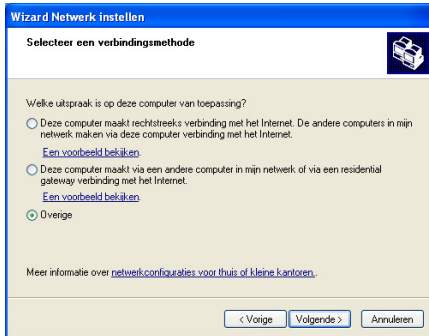 Wizard Netwerk instellen
Selecteer een verbindingsmethode
Welke uitspraak is op deze computer van toepassing?
Deze computer maakt rechtstreeks verbinding met het Internet. De andere computers in mijn
netwerk maken via deze computer verbinding met het Internet.
Een voorbeeld bekijken.
Deze computer maakt via een andere computer in mijn netwerk of via een residential
gateway verbinding met het Internet.
Een voorbeeld bekijken.
Overige
Meer informatie over netwerkconfiguraties voor thuis of kleine kantoren..
< Vorige Volgende > Annuleren